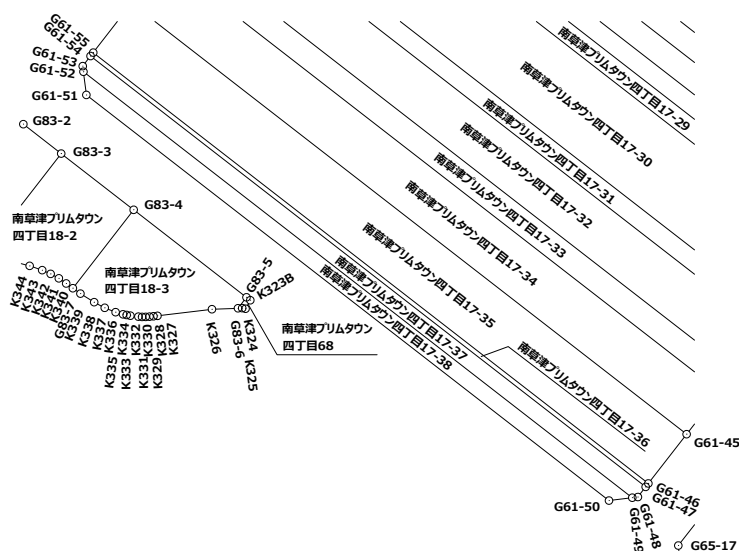 G61-55
G61-54
G61-53
G61-52
G61-51
G83-2
G83-3
G83-4
南草津プリムタウン四丁目17-29
南草津プリムタウン四丁目17-30
南草津プリムタウン四丁目17-31
南草津プリムタウン四丁目17-32
南草津プリムタウン四丁目17-33
南草津プリムタウン四丁目17-34
南草津プリムタウン四丁目17-35
南草津プリムタウン四丁目17-37
南草津プリムタウン四丁目17-38
南草津プリムタウン四丁目17-36
南草津プリムタウン
四丁目18-2
南草津プリムタウン
四丁目18-3
G83-5
K323B
南草津プリムタウン
四丁目68
K344
K343
K342
K341
K340
G83-7
K339
K338
K337
K336
K335
K334
K333
K332
K331
K330
K329
K328
K327
K326
G83-6
K324
K325
G61-45
G61-46
G61-47
G61-48
G61-49
G61-50
G65-17